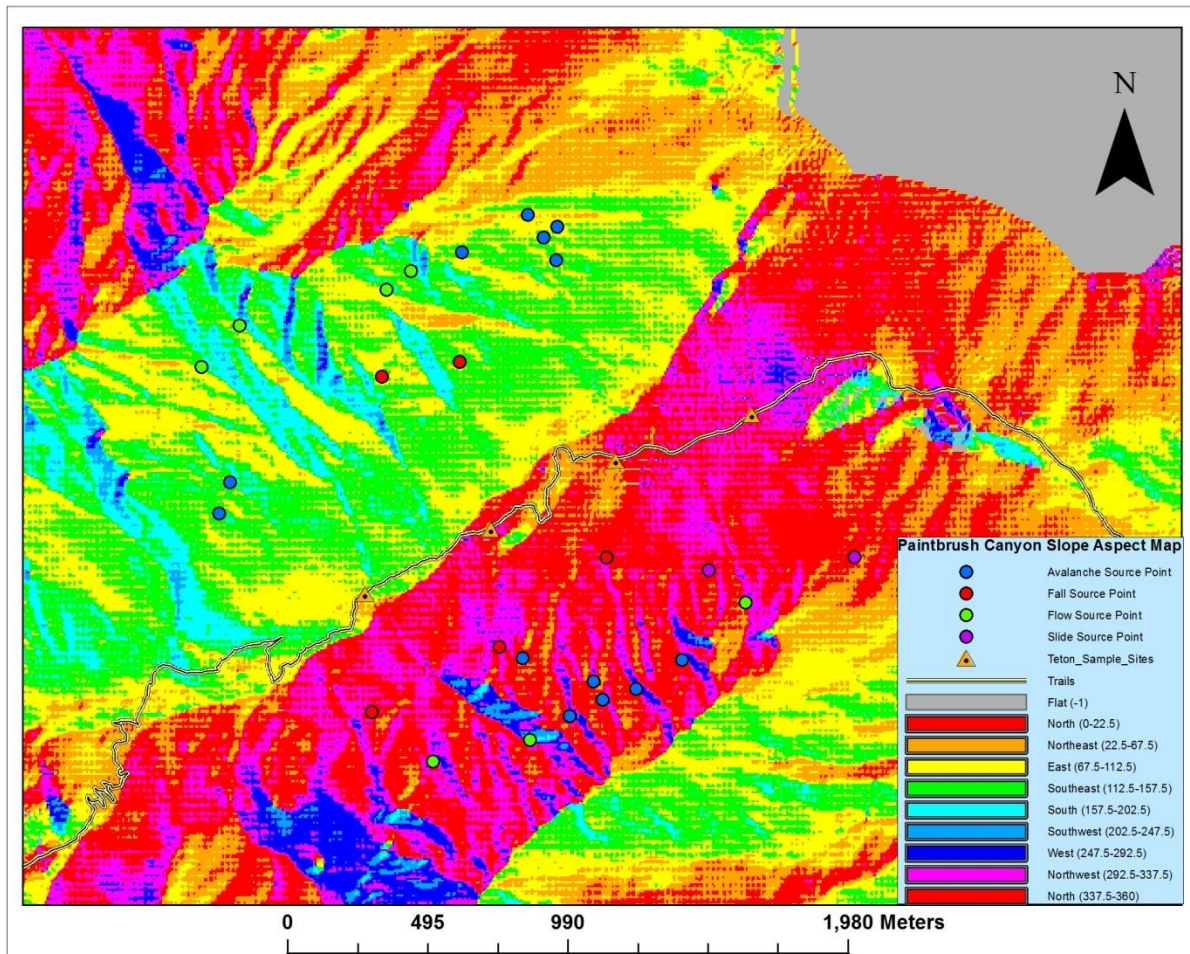 N
Paintbrush Canyon Slope Aspect Map
Avalanche Source Point
Fall Source Point
Flow Source Point
Slide Source Point
Teton_Sample_Sites
Trails
Flat (-1)
North (0-22.5)
Northeast (22.5-67.5)
East (67.5-112.5)
Southeast (112.5-157.5)
South (157.5-202.5)
Southwest (202.5-247.5)
West (247.5-292.5)
Northwest (292.5-337.5)
North (337.5-360)
0 495 990 1,980 Meters